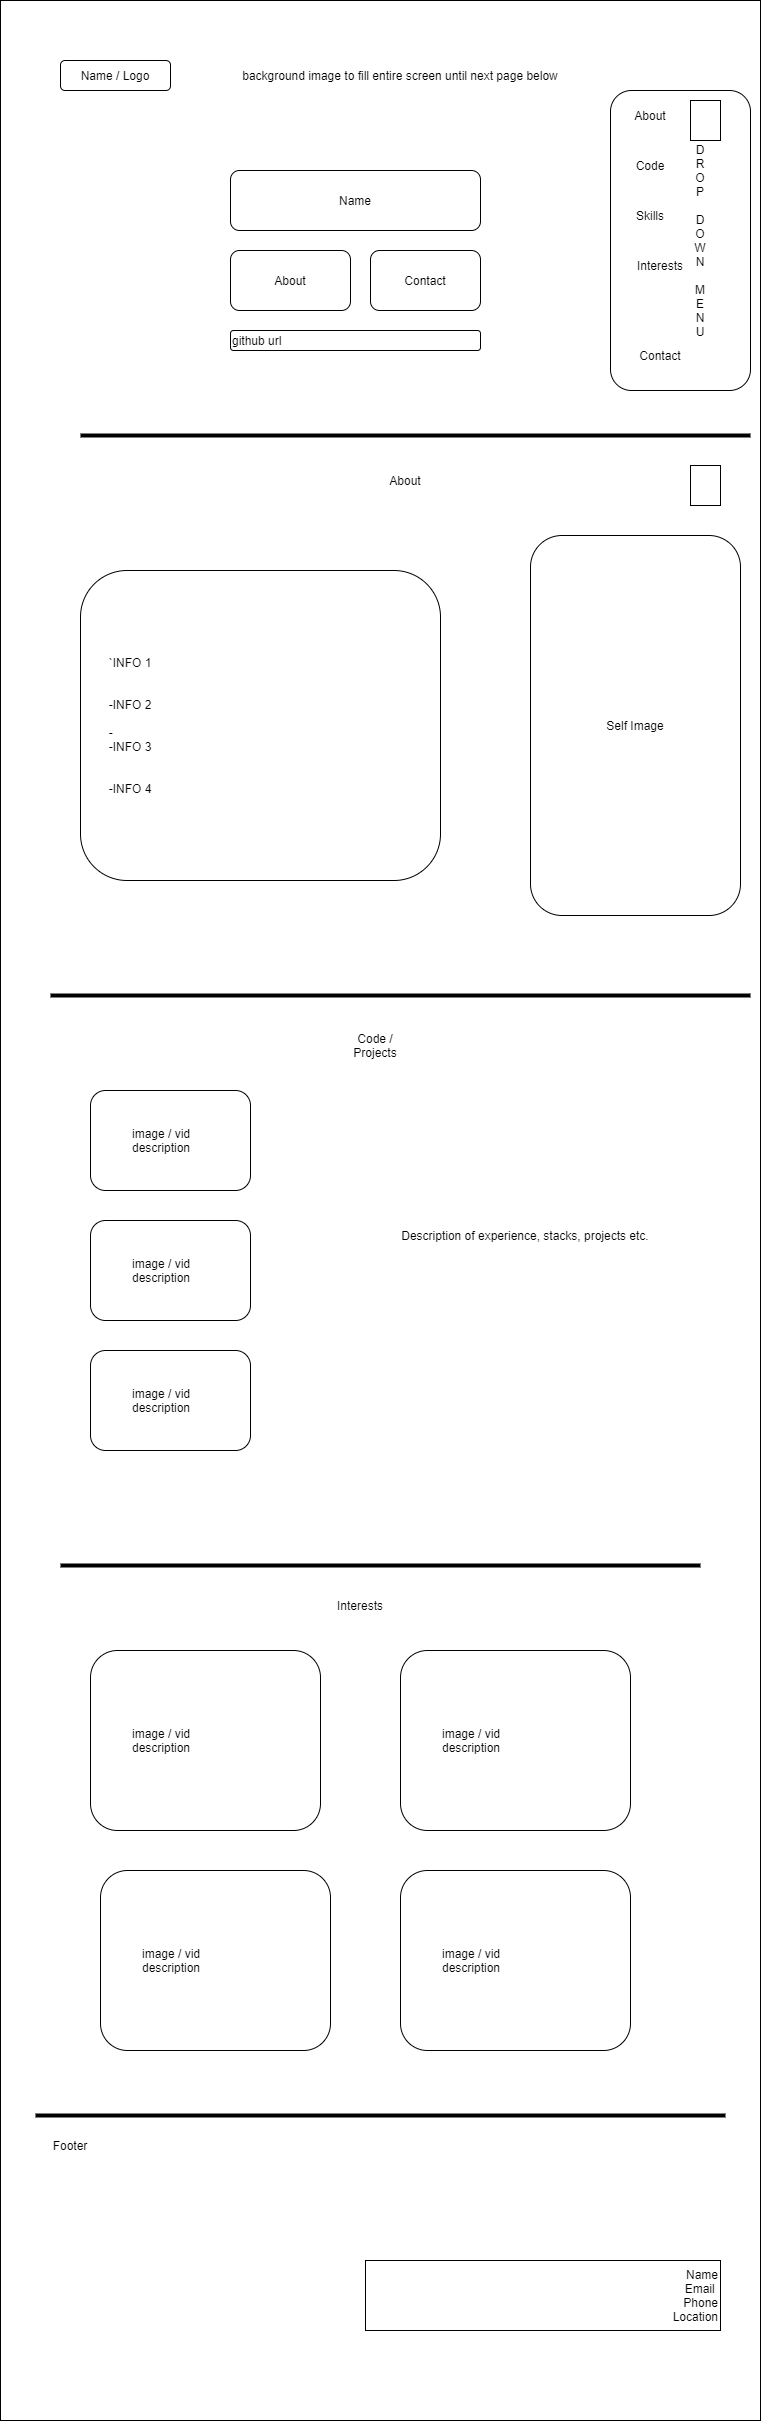 Name / Logo
background image to fill entire screen until next page below
About
Code
Skills
Interests
Contact
D
R
O
P
D
O
W
N
M
E
N
U
Name
About
Contact
github url
About
`INFO 1
-INFO 2
-
-INFO 3
-INFO 4
Self Image
Code /
Projects
image / vid
description
image / vid
description
image / vid
description
Description of experience, stacks, projects etc.
Interests
image / vid
description
image / vid
description
image / vid
description
image / vid
description
Footer
Name
Email
Phone
Location